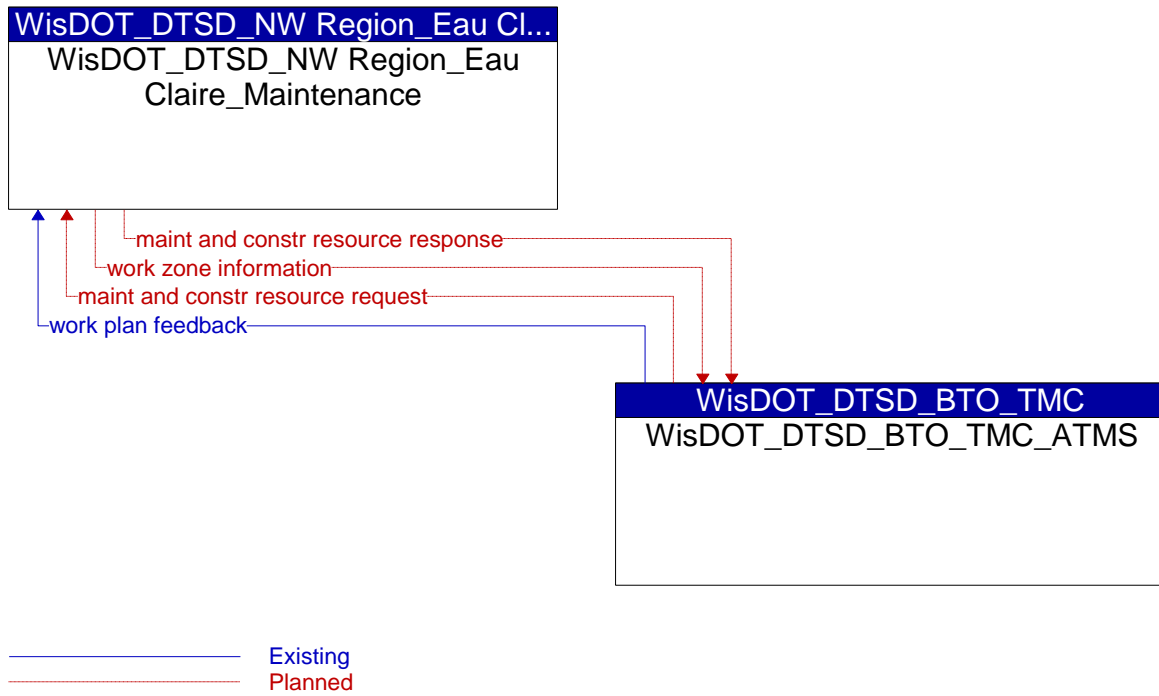 WisDOT_DTSD_NW Region_Eau Cl...
WisDOT_DTSD_NW Region_Eau
Claire_Maintenance
maint and constr resource response
work zone information
maint and constr resource request
work plan feedback
WisDOT_DTSD_BTO_TMC
WisDOT_DTSD_BTO_TMC_ATMS
Existing
Planned